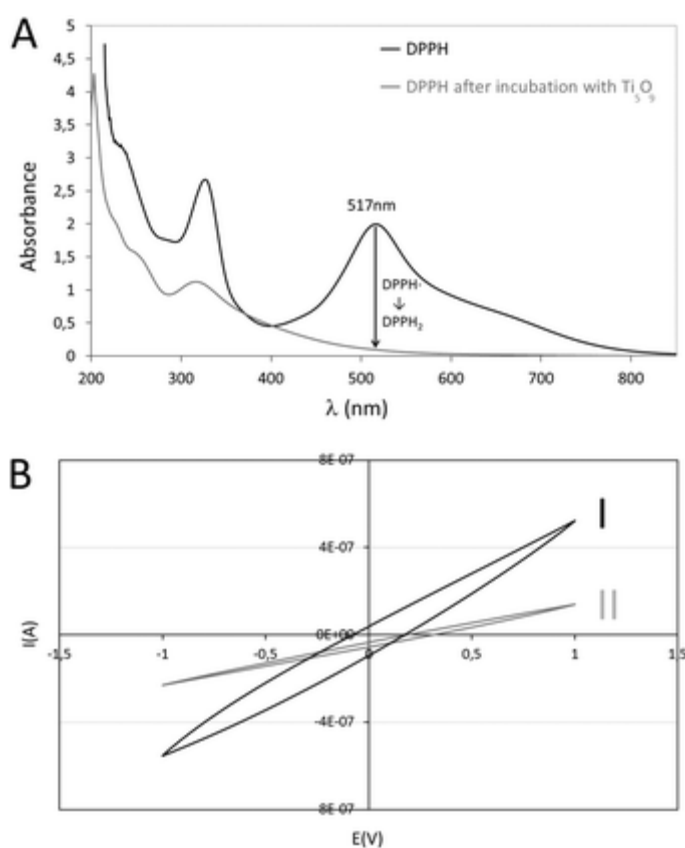 A
5
4,5
4
3,5
3
2,5
2
1,5
1
0,5
0
Absorbance
DPPH
DPPH after incubation with Ti5O9
517nm
DPPH·
↓
DPPH2
200 300 400 500 600 700 800
λ (nm)
B
8E 07
4E-07
0E+00
-4E-07
8E 07
I(A)
-1,5 -1 -0,5 0 0,5 1 1,5
I
II
E(V)